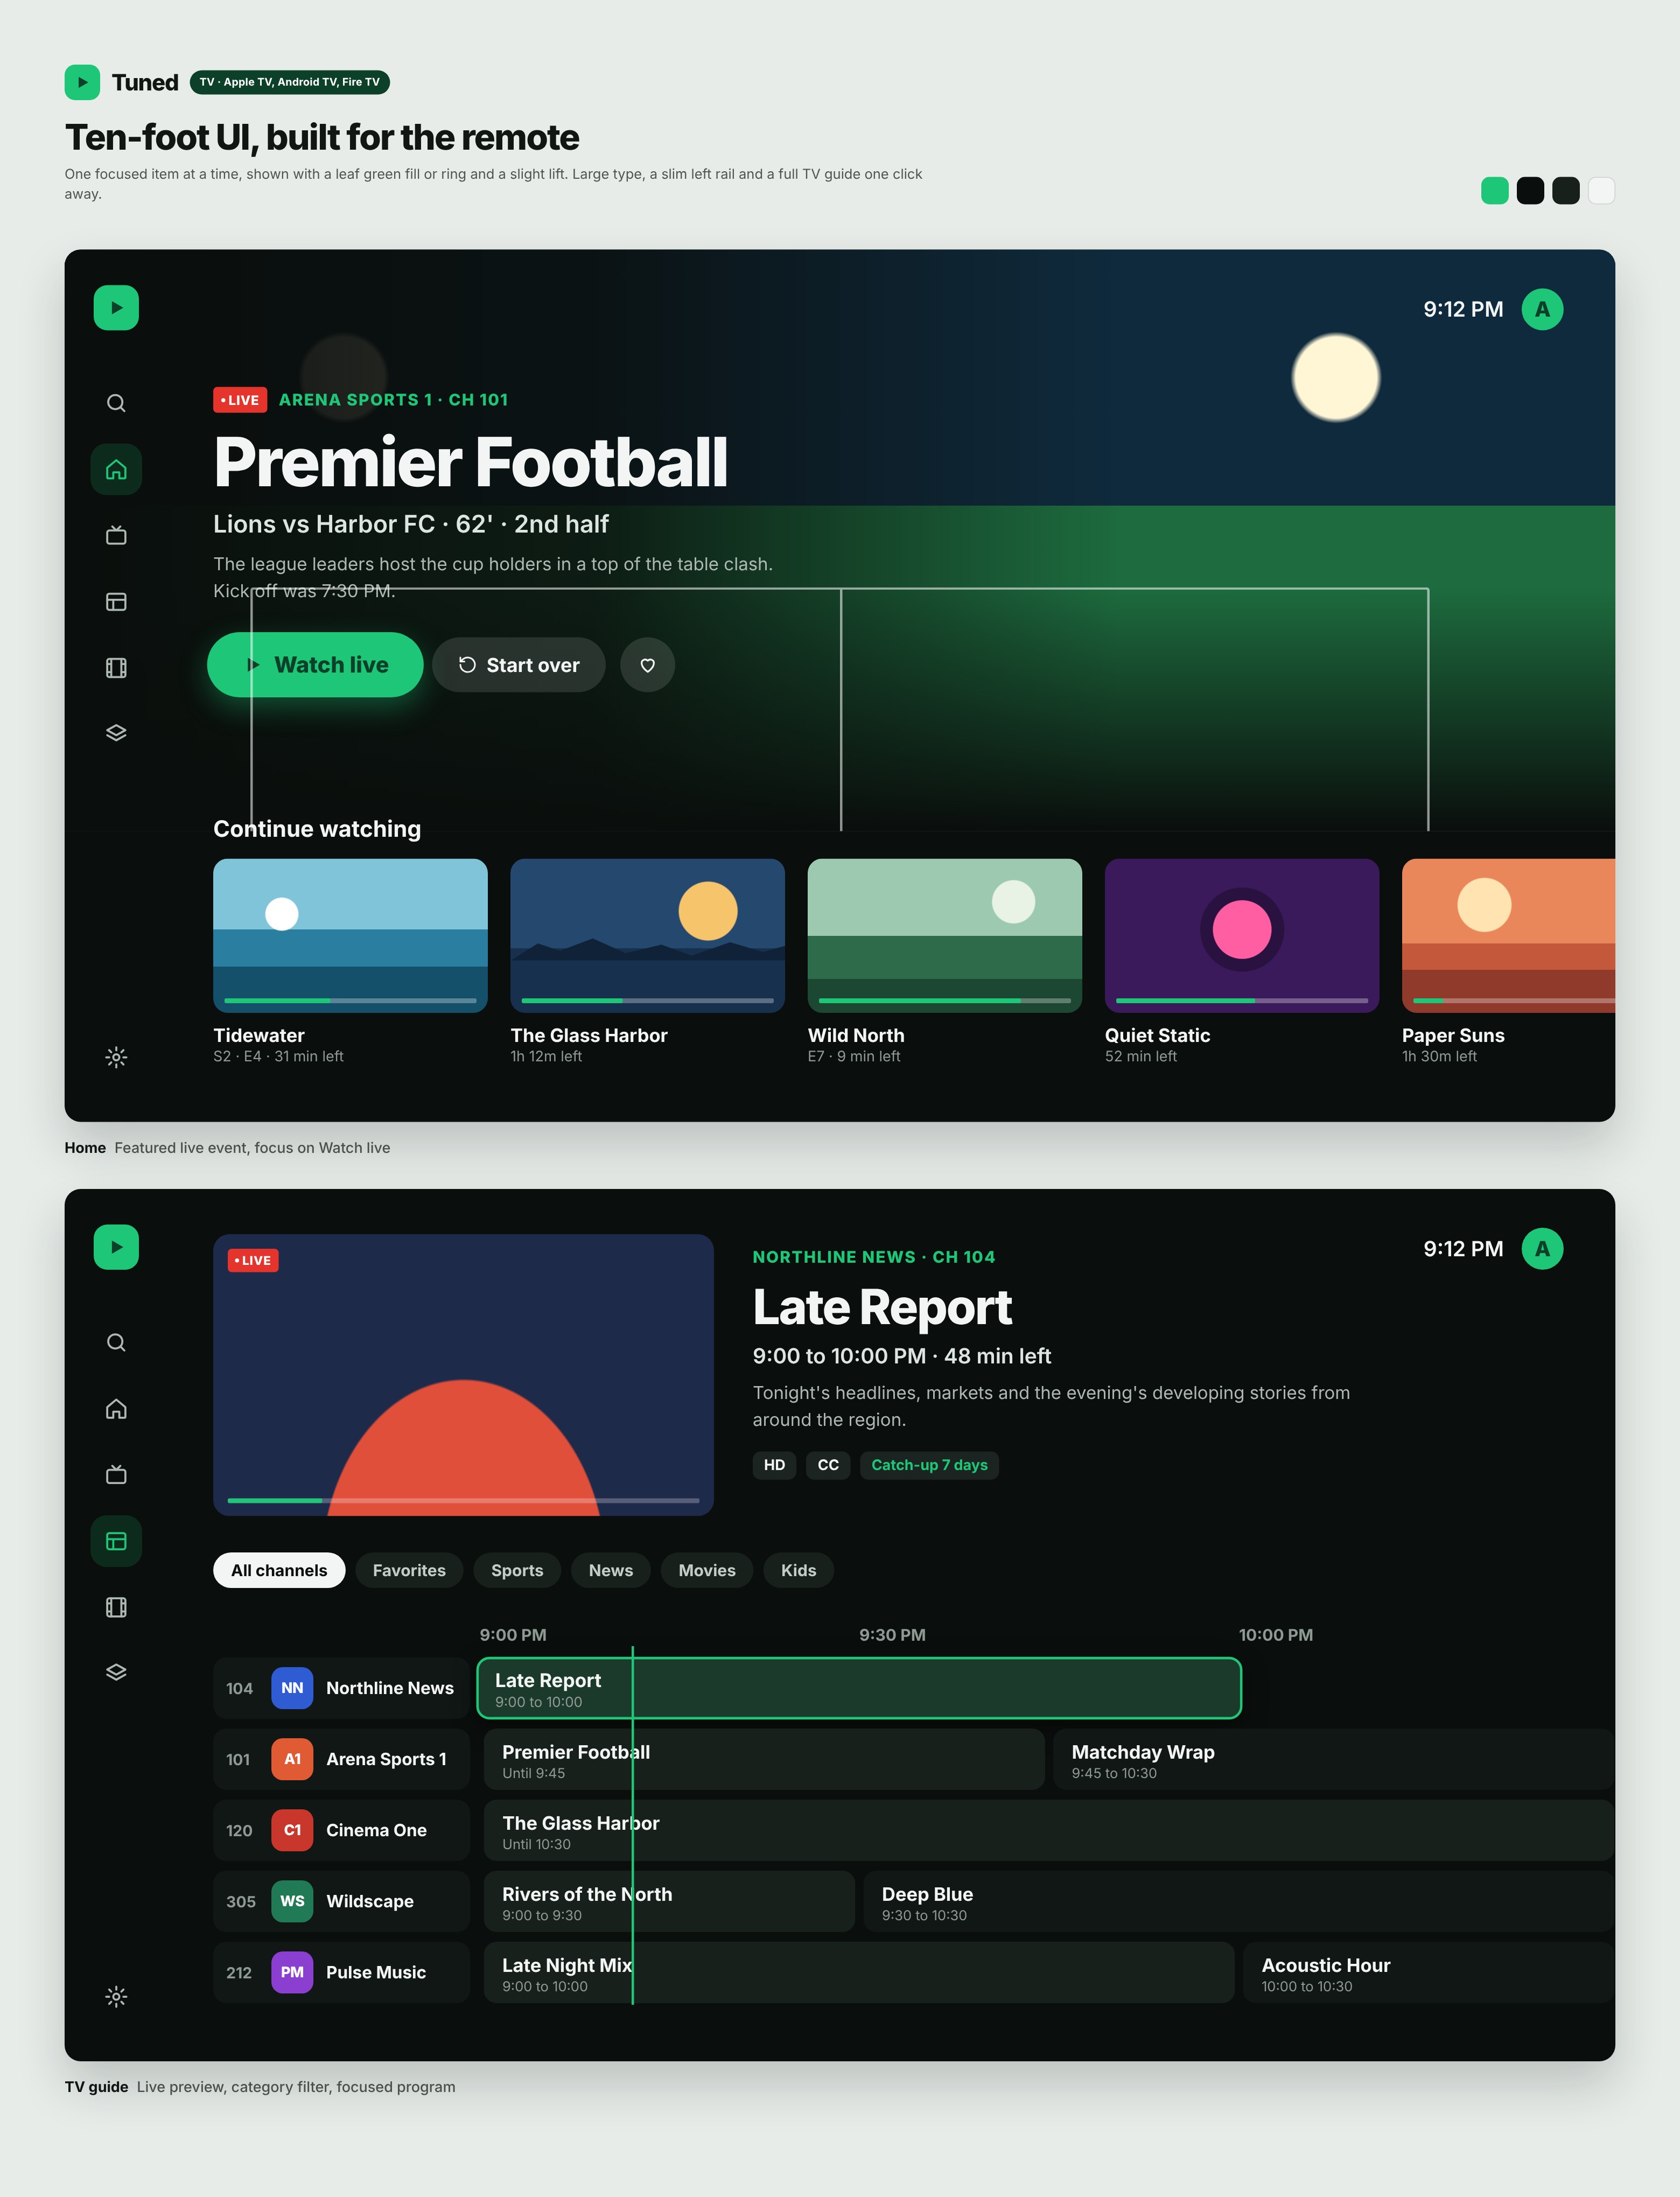 Tuned
TV · Apple TV, Android TV, Fire TV
Ten-foot UI, built for the remote
One focused item at a time, shown with a leaf green fill or ring and a slight lift. Large type, a slim left rail and a full TV guide one click
away.
9:12 PM
A
• LIVE
ARENA SPORTS 1 · CH 101
Premier Football
Lions vs Harbor FC · 62' · 2nd half
The league leaders host the cup holders in a top of the table clash.
Kick off was 7:30 PM.
Watch live
Start over
Continue watching
Tidewater
S2 · E4 · 31 min left
The Glass Harbor
1h 12m left
Wild North
E7 · 9 min left
Quiet Static
52 min left
Paper Suns
1h 30m left
Home Featured live event, focus on Watch live
• LIVE
NORTHLINE NEWS · CH 104
9:12 PM
A
Late Report
9:00 to 10:00 PM · 48 min left
Tonight's headlines, markets and the evening's developing stories from
around the region.
HD
CC
Catch-up 7 days
All channels
Favorites
Sports
News
Movies
Kids
9:00 PM
9:30 PM
10:00 PM
104
NN
Northline News
Late Report
9:00 to 10:00
101
A1
Arena Sports 1
Premier Football
Until 9:45
Matchday Wrap
9:45 to 10:30
120
C1
Cinema One
The Glass Harbor
Until 10:30
305
WS
Wildscape
Rivers of the North
9:00 to 9:30
Deep Blue
9:30 to 10:30
212
PM
Pulse Music
Late Night Mix
9:00 to 10:00
Acoustic Hour
10:00 to 10:30
TV guide Live preview, category filter, focused program